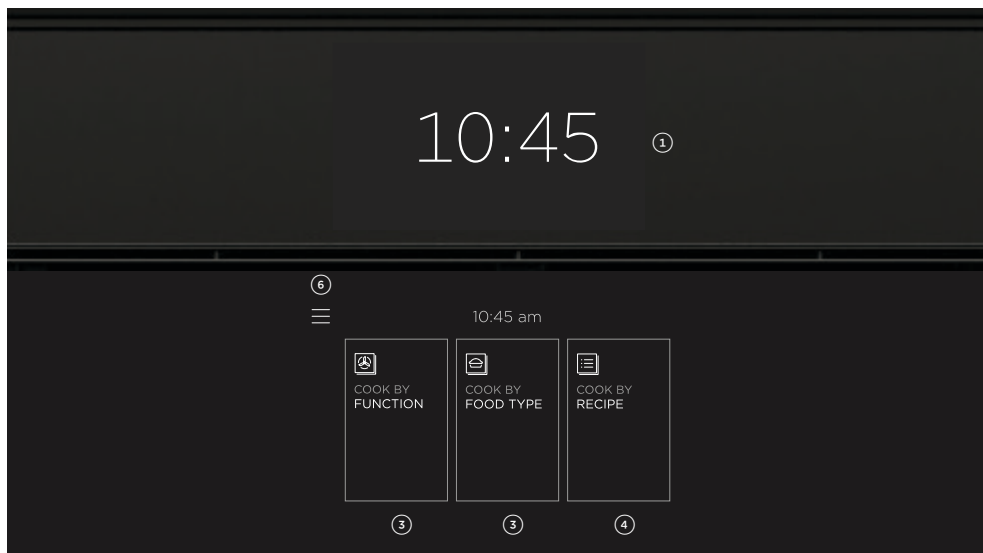 10:45
1
6
10:45 am
COOK BY
FUNCTION
COOK BY
FOOD TYPE
COOK BY
RECIPE
3
3
4